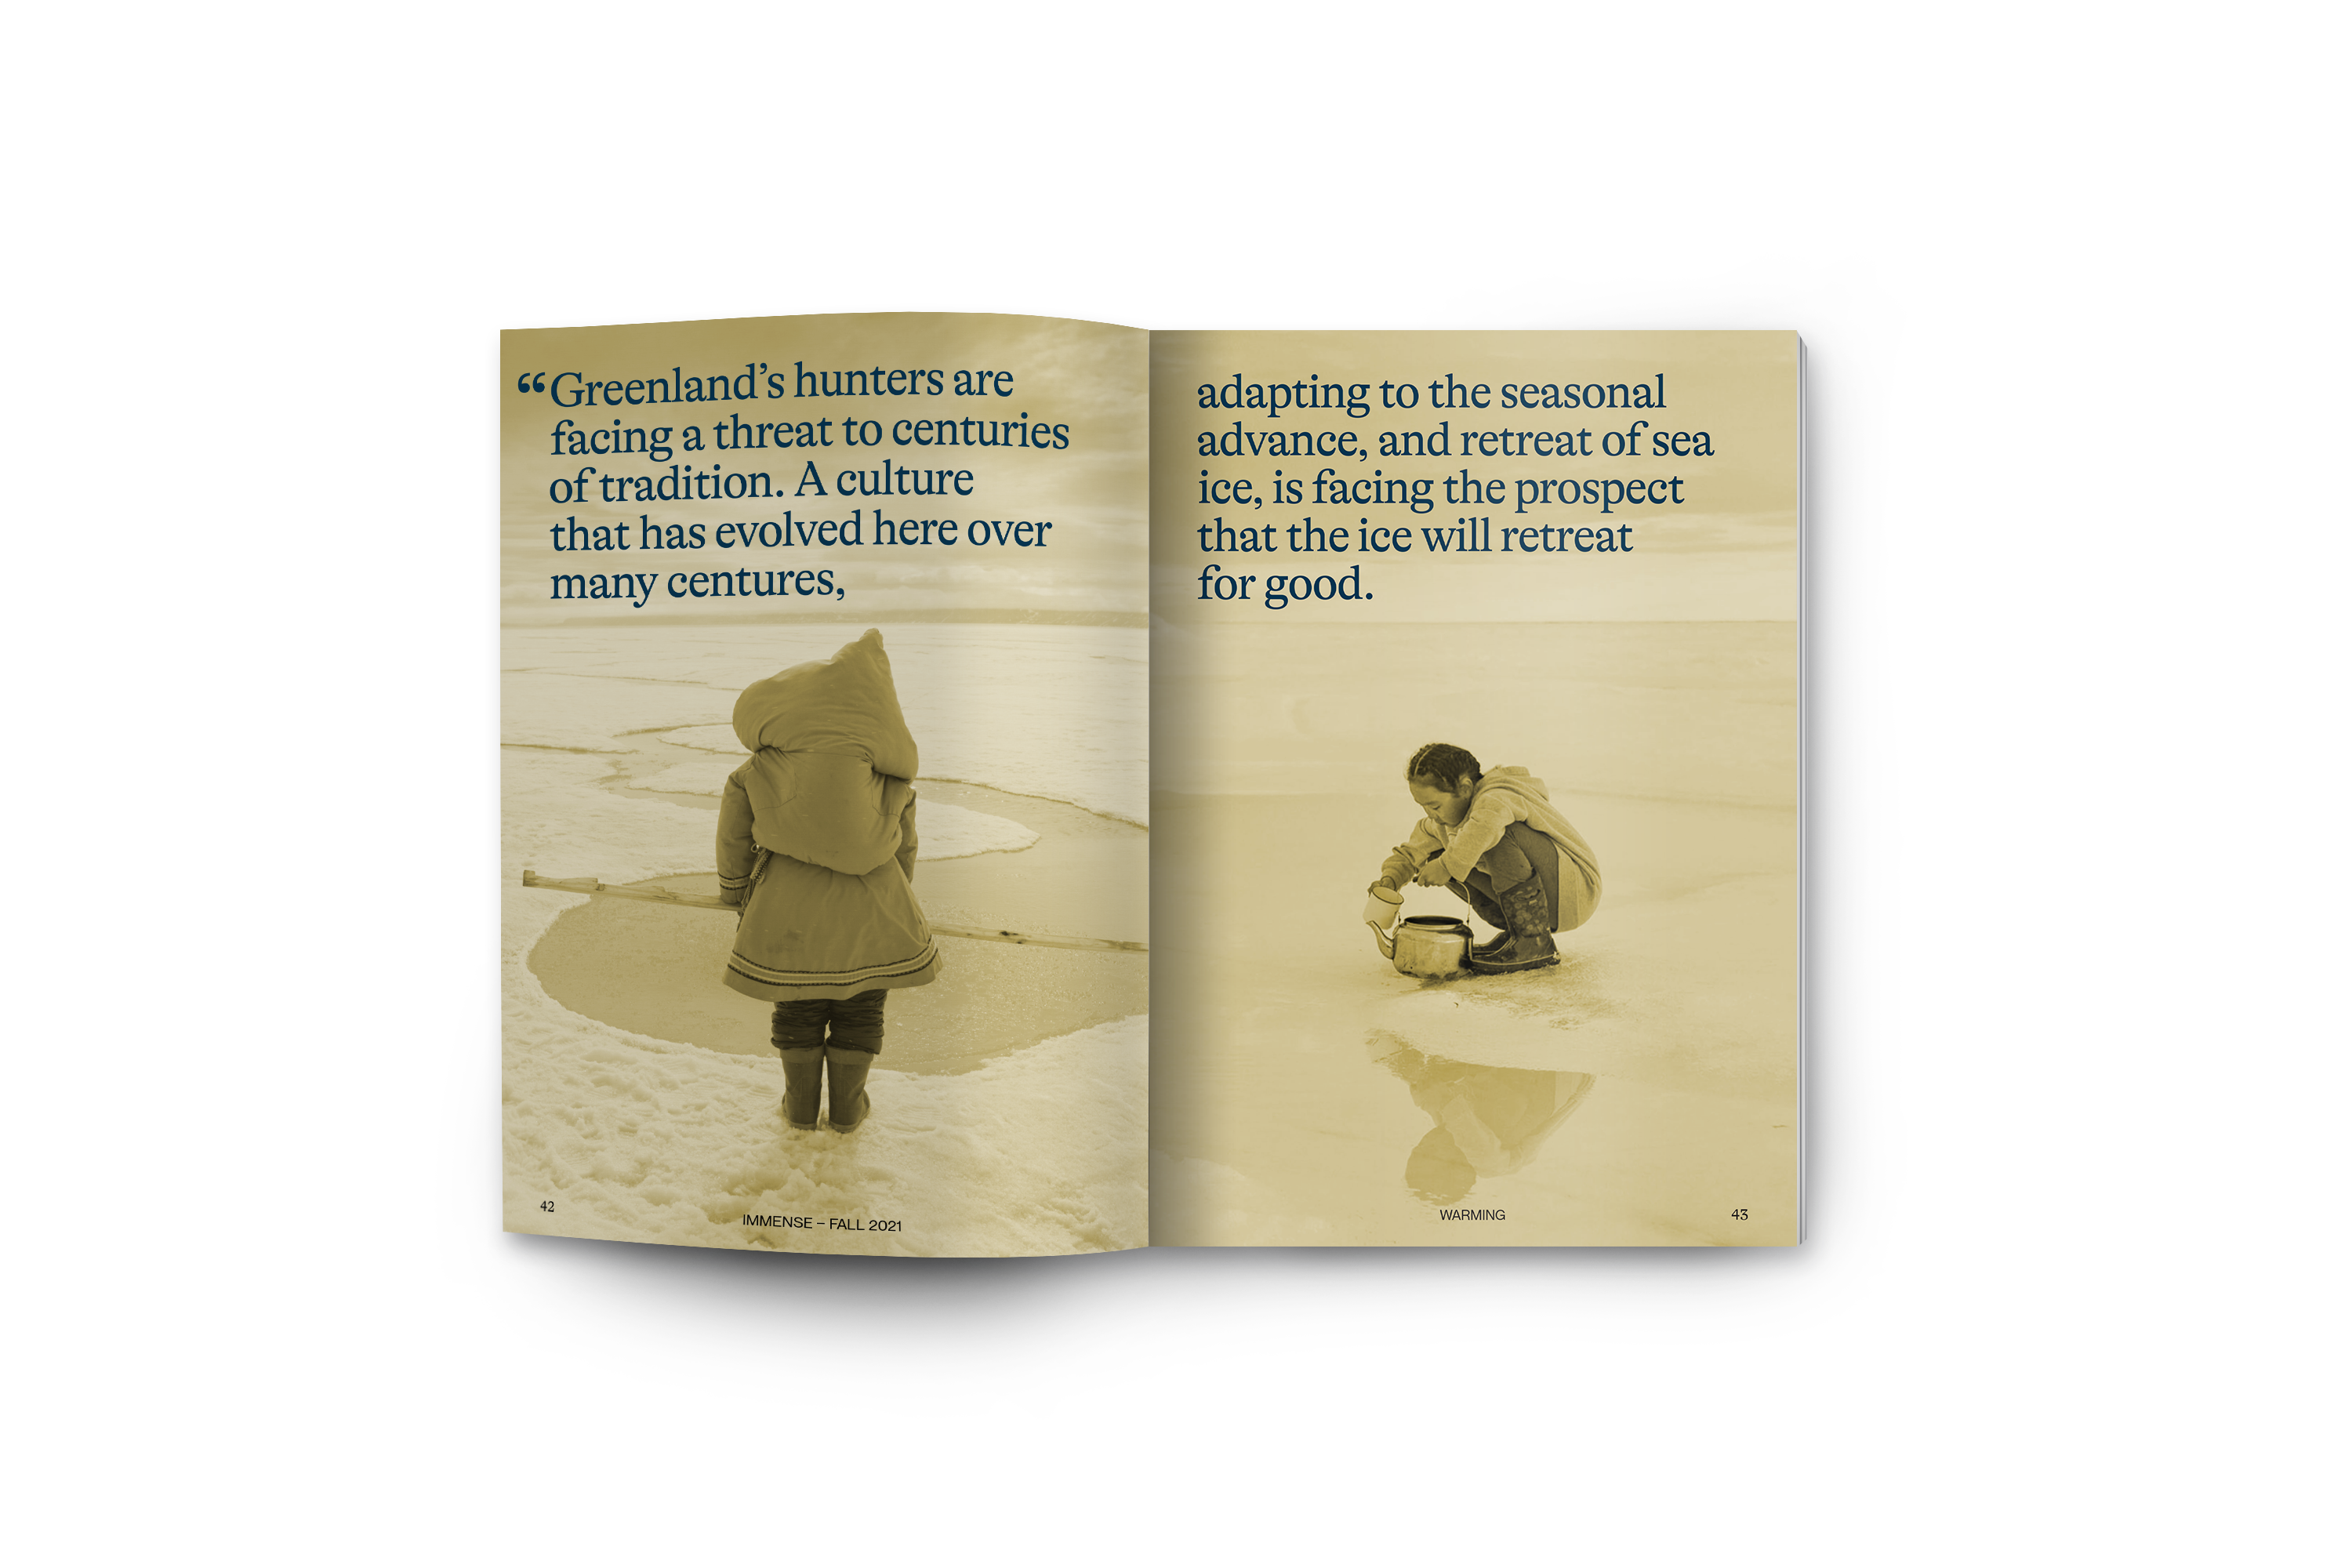 “Greenland’s hunters are
facing a threat to centuries
of tradition. A culture
that has evolved here over
many centures,
42
IMMENSE – FALL 2021
adapting to the seasonal
advance, and retreat of sea
ice, is facing the prospect
that the ice will retreat
for good.
WARMING
43